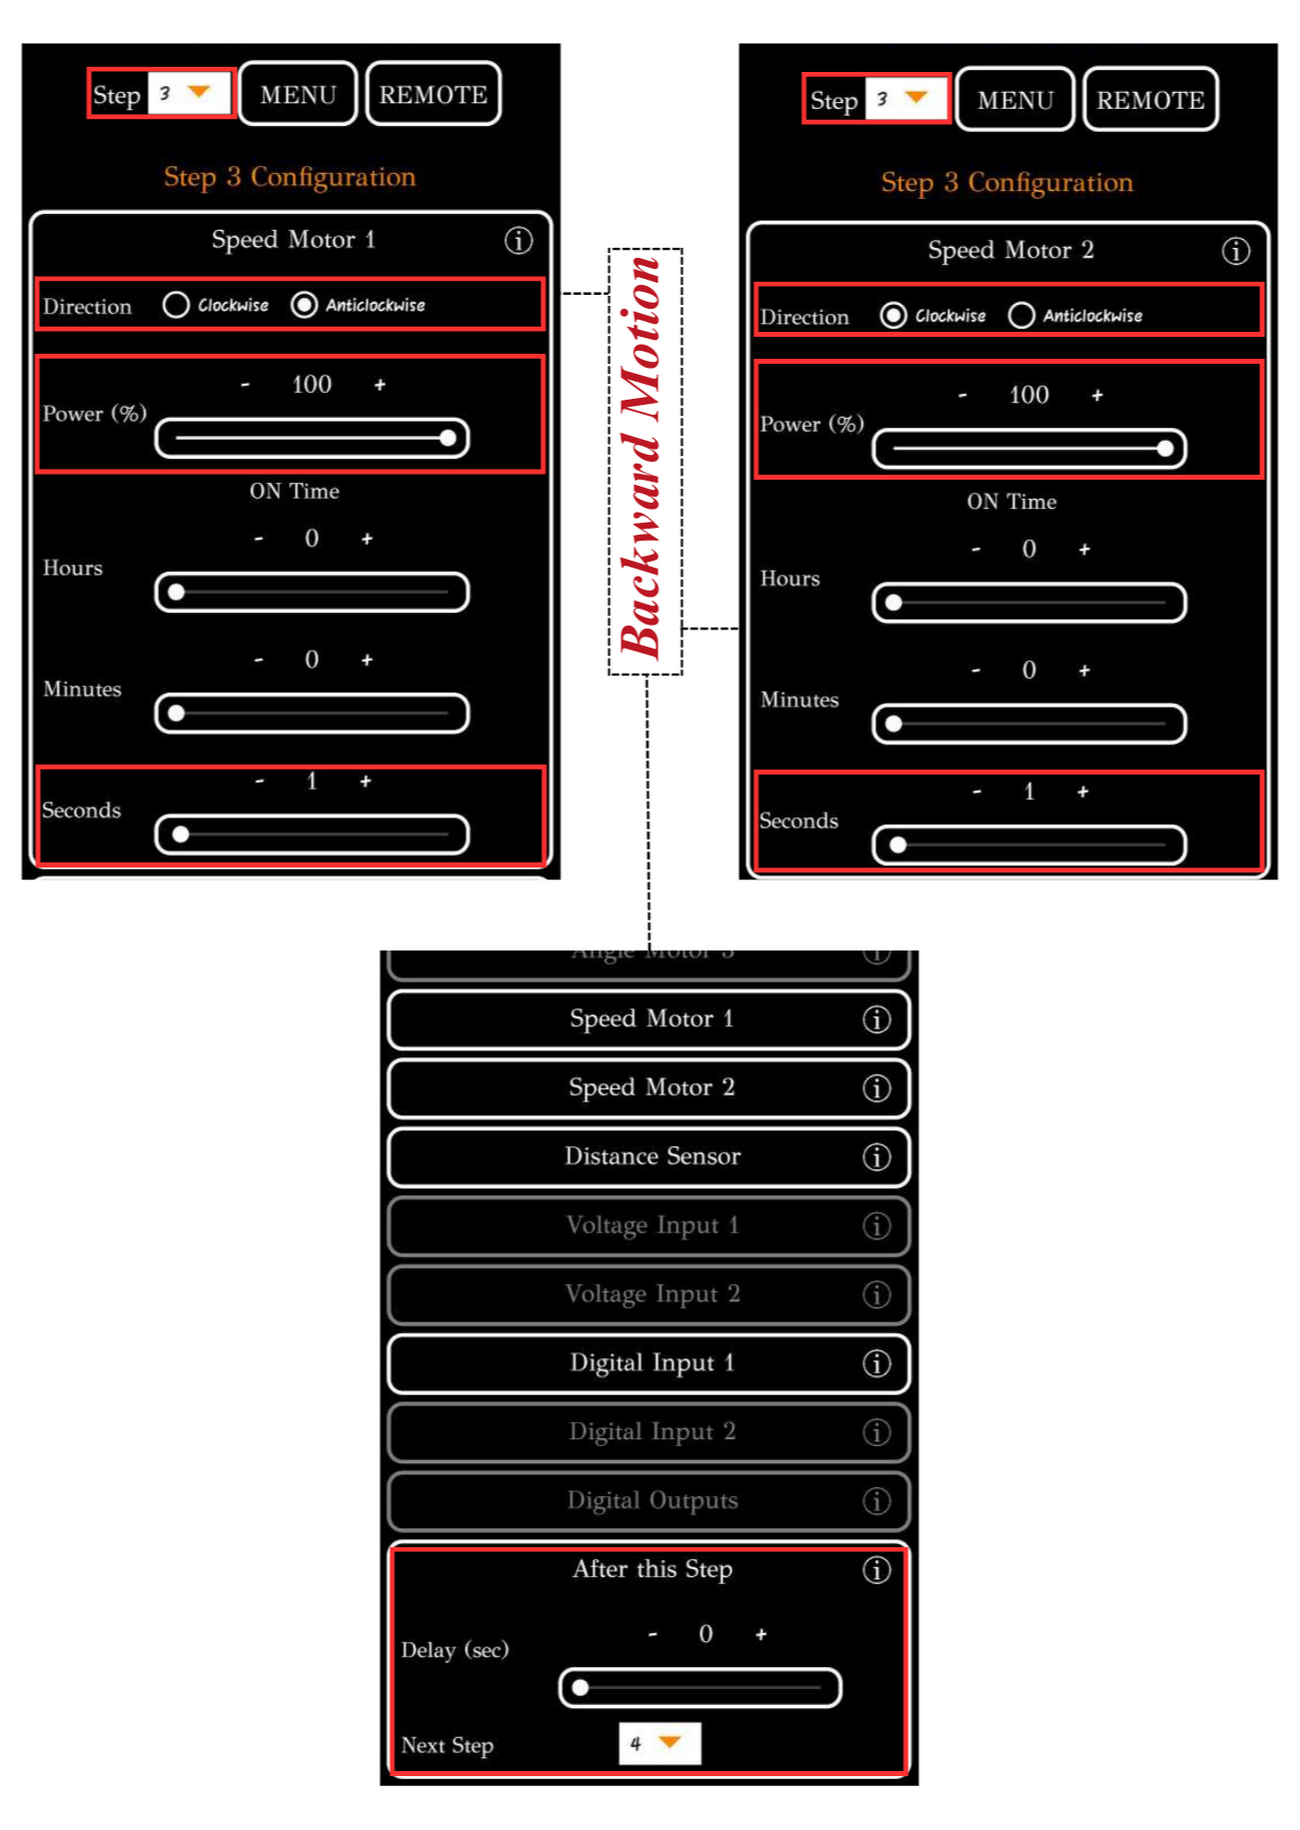 Step 3 MENU REMOTE
Step 3 Configuration
Speed Motor 1 i
Direction Clockwise Anticlockwise
- 100 +
Power (%)
ON Time
- 0 +
Hours
- 0 +
Minutes
- 1 +
Seconds
Backward Motion
Step 3 MENU REMOTE
Step 3 Configuration
Speed Motor 2 i
Direction Clockwise Anticlockwise
- 100 +
Power (%)
ON Time
- 0 +
Hours
- 0 +
Minutes
- 1 +
Seconds
Angle Motor 3 i
Speed Motor 1 i
Speed Motor 2 i
Distance Sensor i
Voltage Input 1 i
Voltage Input 2 i
Digital Input 1 i
Digital Input 2 i
Digital Outputs i
After this Step i
- 0 +
Delay (sec)
Next Step 4